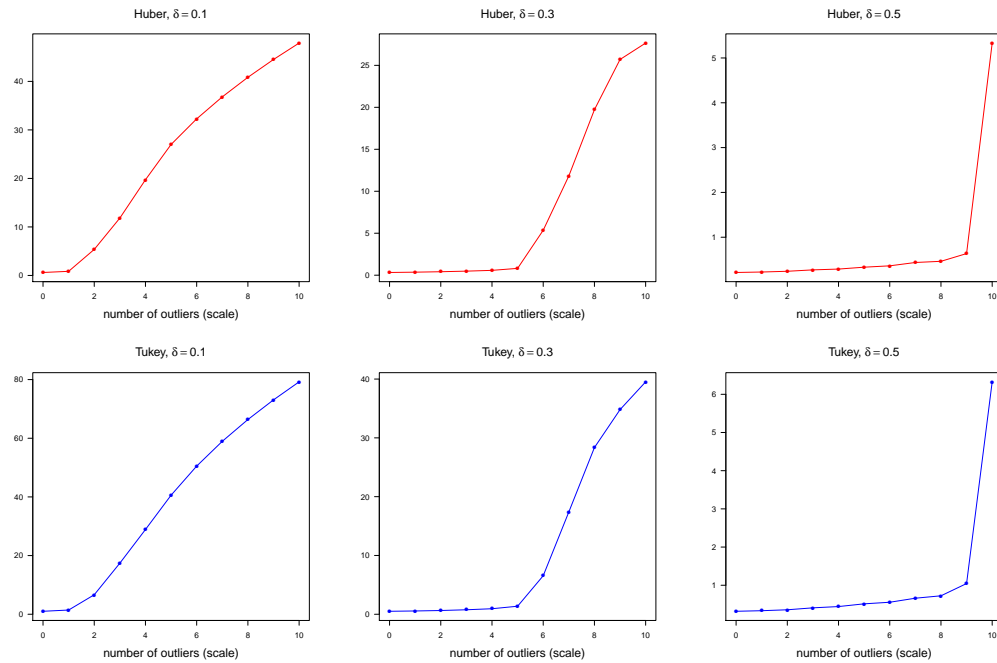 Huber, δ = 0.1
Huber, δ = 0.3
Huber, δ = 0.5
40
30
20
10
0
0 2 4 6 8 10
number of outliers (scale)
25
20
15
10
5
0
0 2 4 6 8 10
number of outliers (scale)
5
4
3
2
1
0 2 4 6 8 10
number of outliers (scale)
Tukey, δ = 0.1
Tukey, δ = 0.3
Tukey, δ = 0.5
80
60
40
20
0
0 2 4 6 8 10
number of outliers (scale)
40
30
20
10
0
0 2 4 6 8 10
number of outliers (scale)
6
5
4
3
2
1
0 2 4 6 8 10
number of outliers (scale)